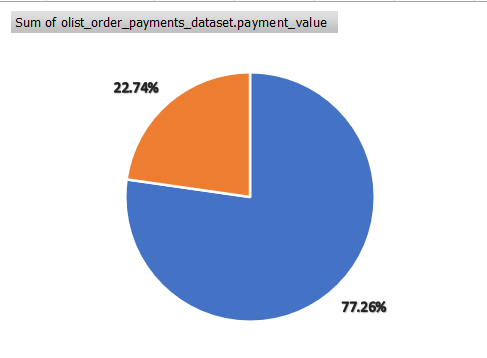 Sum of olist_order_payments_dataset.payment_value
22.74%
77.26%